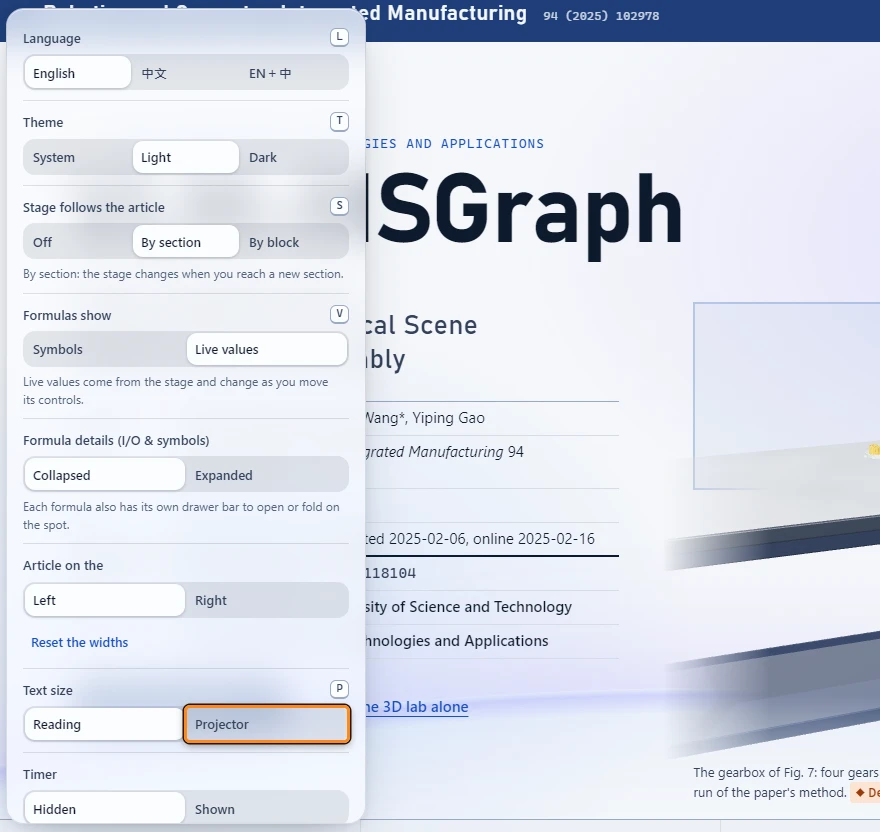 ed Manufacturing 94 (2025) 102978
Language L
English 中文 EN + 中
Theme T
System Light Dark
Stage follows the article S
Off By section By block
By section: the stage changes when you reach a new section.
Formulas show V
Symbols Live values
Live values come from the stage and change as you move
its controls.
Formula details (I/O & symbols)
Collapsed Expanded
Each formula also has its own drawer bar to open or fold on
the spot.
Article on the
Left Right
Reset the widths
Text size P
Reading Projector
Timer
Hidden Shown
GIES AND APPLICATIONS
SGraph
cal Scene
bly
Wang*, Yiping Gao
grated Manufacturing 94
ted 2025-02-06, online 2025-02-16
118104
sity of Science and Technology
hnologies and Applications
he 3D lab alone
The gearbox of Fig. 7: four gears
run of the paper's method. ◆ De